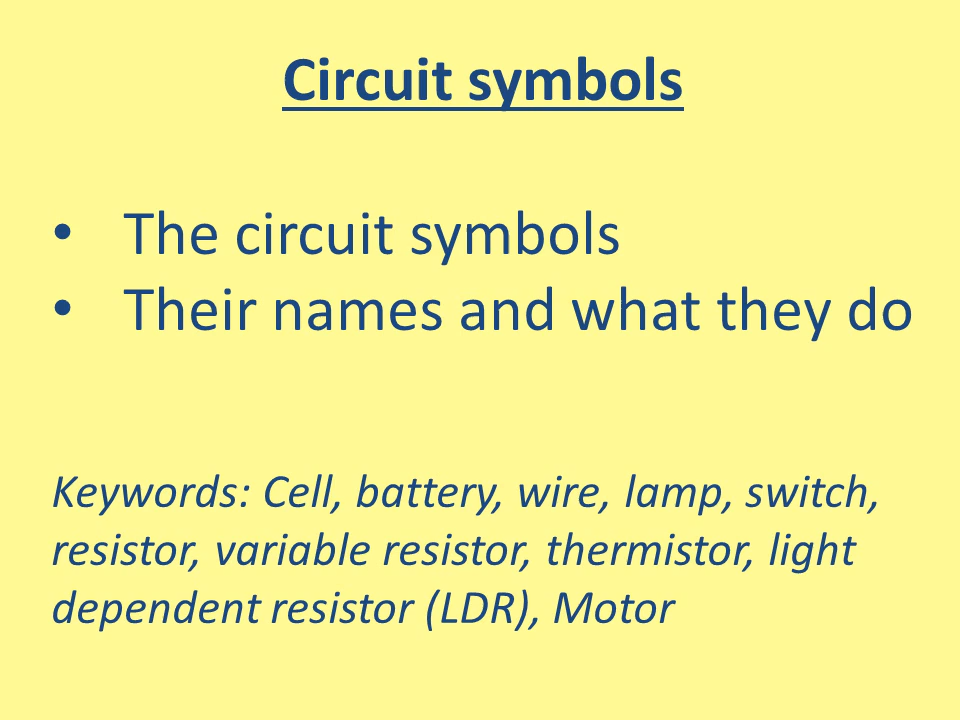 Circuit symbols
• The circuit symbols
• Their names and what they do
Keywords: Cell, battery, wire, lamp, switch,
resistor, variable resistor, thermistor, light
dependent resistor (LDR), Motor